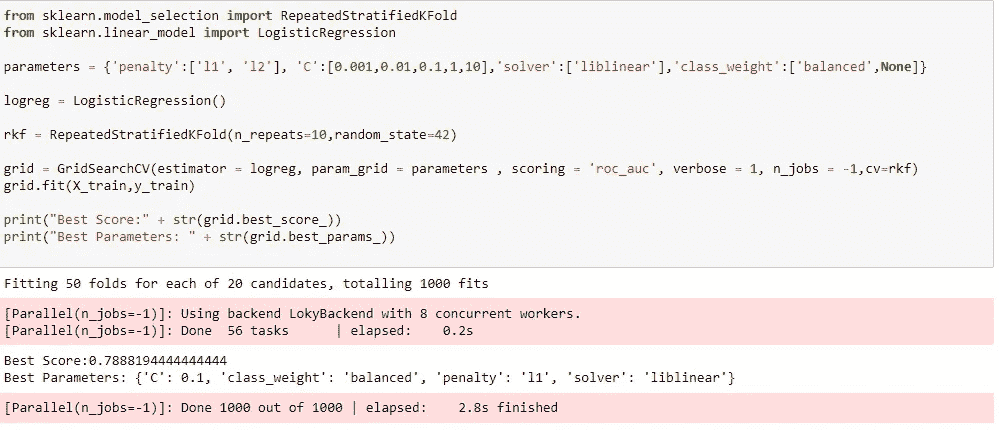 from sklearn.model_selection import RepeatedStratifiedKFold
from sklearn.linear_model import LogisticRegression
parameters = {'penalty':['l1', 'l2'], 'C':[0.001,0.01,0.1,1,10],'solver':['liblinear'],'class_weight':['balanced',None]}
logreg = LogisticRegression()
rkf = RepeatedStratifiedKFold(n_repeats=10,random_state=42)
grid = GridSearchCV(estimator = logreg, param_grid = parameters , scoring = 'roc_auc', verbose = 1, n_jobs = -1,cv=rkf)
grid.fit(X_train,y_train)
print("Best Score:" + str(grid.best_score_))
print("Best Parameters: " + str(grid.best_params_))
Fitting 50 folds for each of 20 candidates, totalling 1000 fits
[Parallel(n_jobs=-1)]: Using backend LokyBackend with 8 concurrent workers.
[Parallel(n_jobs=-1)]: Done  56 tasks      | elapsed:    0.2s
Best Score:0.7888194444444444
Best Parameters: {'C': 0.1, 'class_weight': 'balanced', 'penalty': 'l1', 'solver': 'liblinear'}
[Parallel(n_jobs=-1)]: Done 1000 out of 1000 | elapsed:    2.8s finished